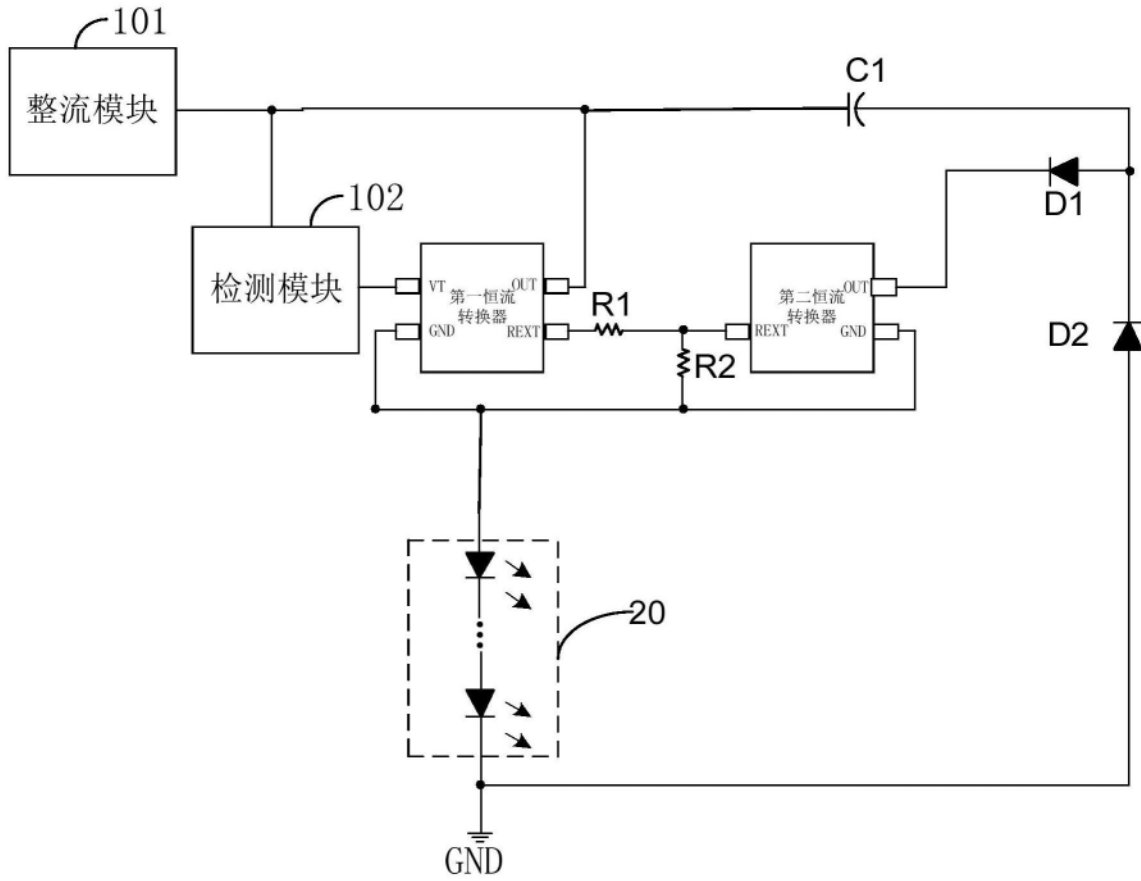 101
整流模块
C1
D1
102
检测模块
VT
OUT
第一恒流
转换器
GND
REXT
R1
R2
OUT
第二恒流
转换器
REXT
GND
D2
20
GND